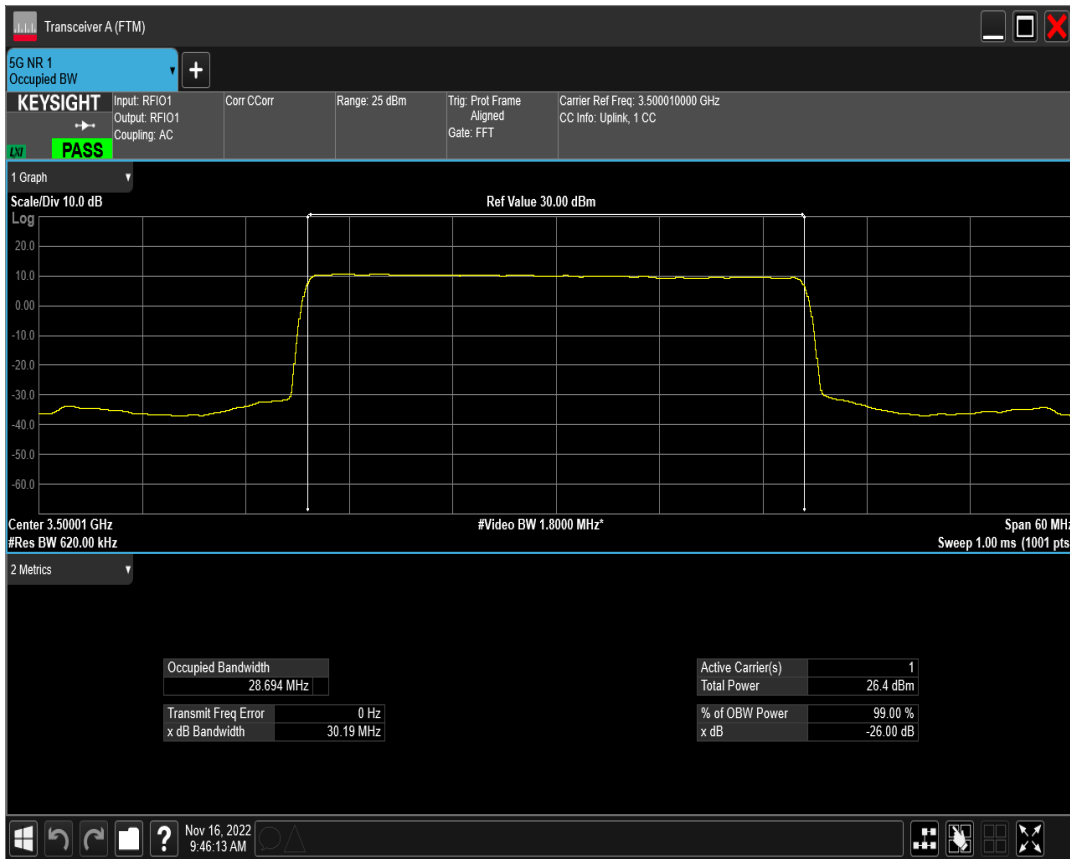 Transceiver A (FTM)
5G NR 1
Occupied BW
+
KEYSIGHT
LXI
PASS
Input: RFIO1
Output: RFIO1
Coupling: AC
Corr CCorr
Range: 25 dBm
Trig: Prot Frame
Aligned
Gate: FFT
Carrier Ref Freq: 3.500010000 GHz
CC Info: Uplink, 1 CC
1 Graph
Scale/Div 10.0 dB
Ref Value 30.00 dBm
Log
20.0
10.0
0.00
-10.0
-20.0
-30.0
-40.0
-50.0
-60.0
Center 3.50001 GHz
#Video BW 1.8000 MHz*
Span 60 MHz
#Res BW 620.00 kHz
Sweep 1.00 ms (1001 pts
2 Metrics
Occupied Bandwidth
28.694 MHz
Transmit Freq Error 0 Hz
x dB Bandwidth 30.19 MHz
Active Carrier(s) 1
Total Power 26.4 dBm
% of OBW Power 99.00 %
x dB -26.00 dB
?
Nov 16, 2022
9:46:13 AM